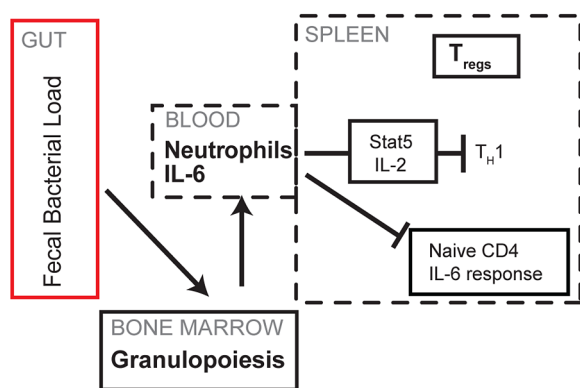 GUT
Fecal Bacterial Load
BLOOD
Neutrophils
IL-6
BONE MARROW
Granulopoiesis
SPLEEN
Tregs
Stat5
IL-2
TH1
Naive CD4
IL-6 response